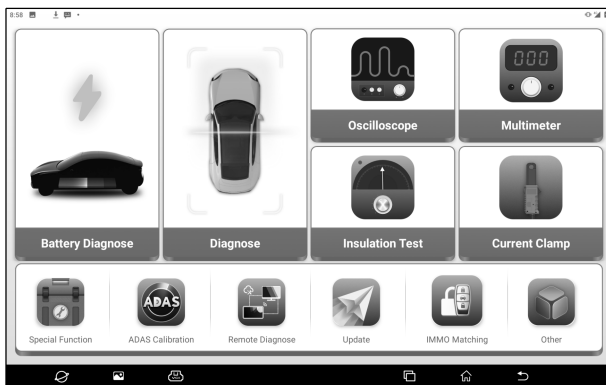 8:58
Oscilloscope
Multimeter
000
Battery Diagnose
Diagnose
Insulation Test
Current Clamp
ADAS
Special Function
ADAS Calibration
Remote Diagnose
Update
IMMO Matching
Other